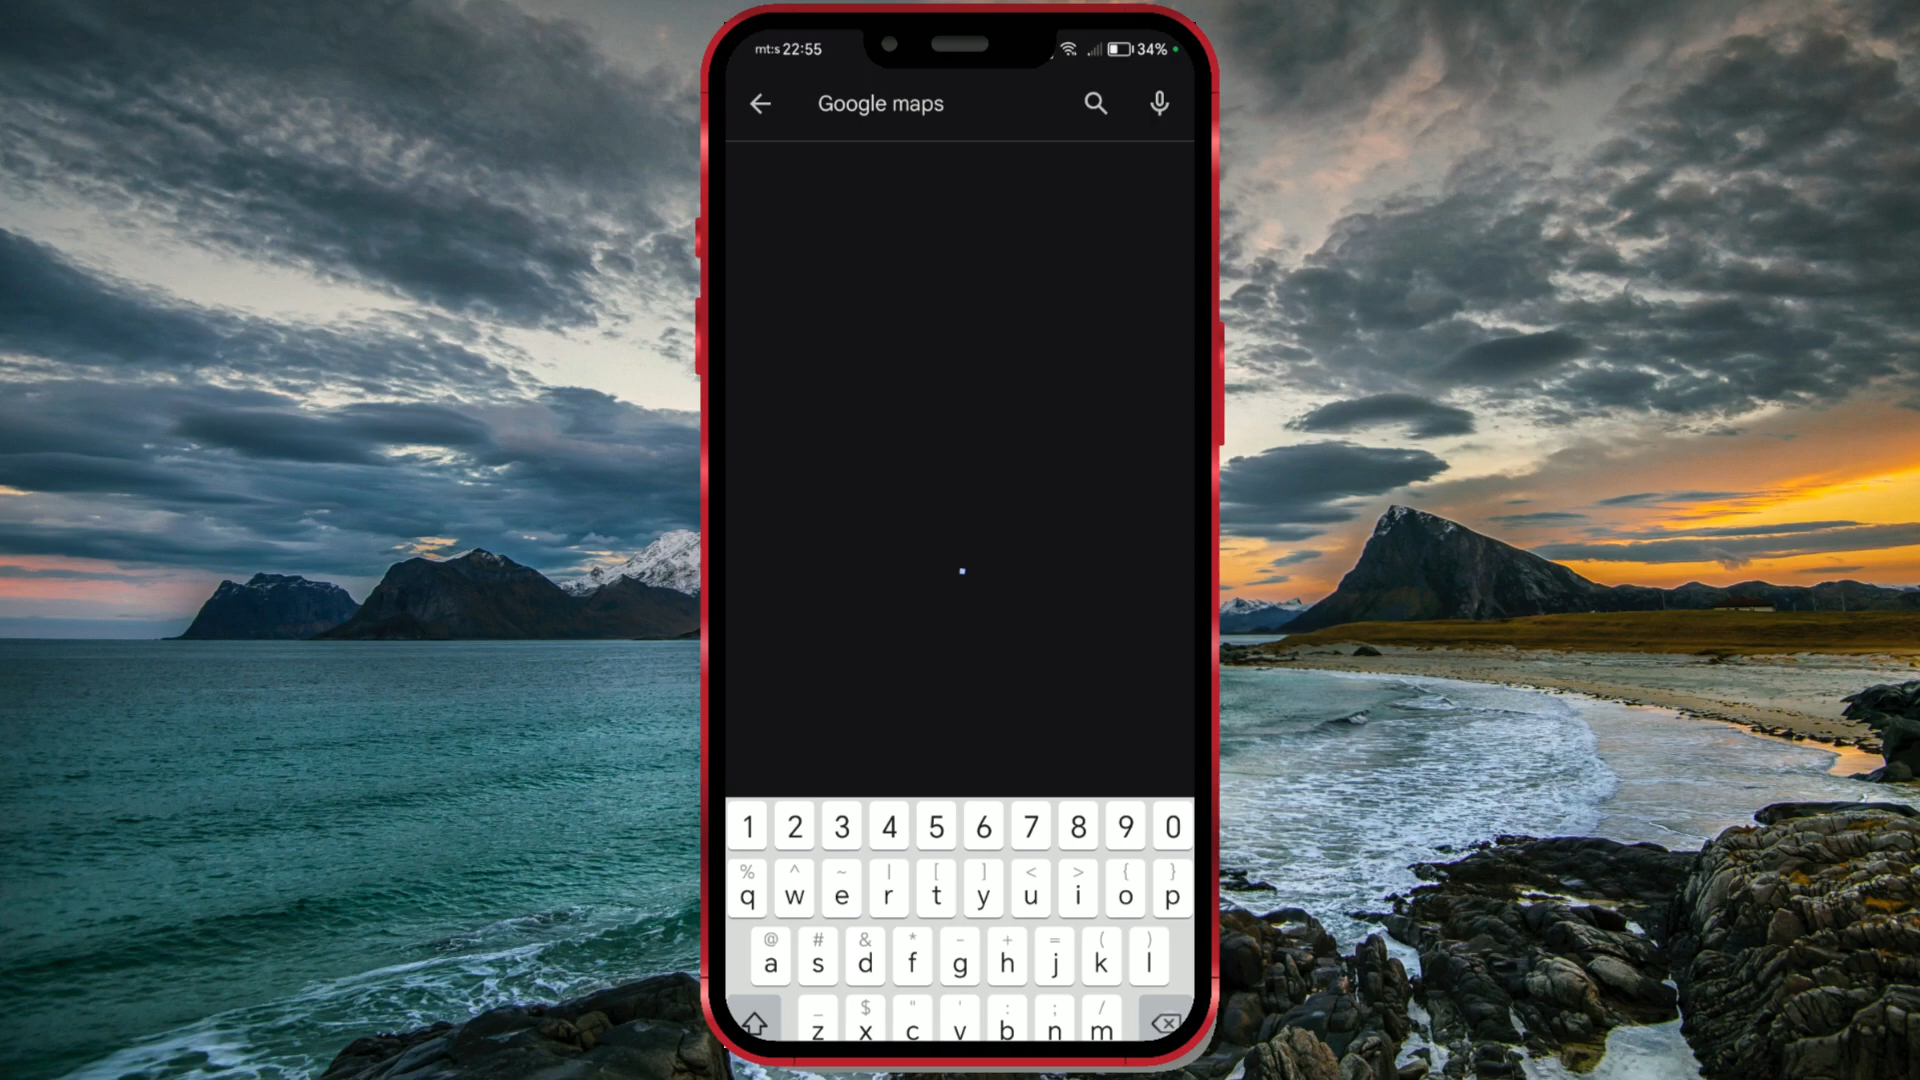 mt:s 22:55 34%
Google maps
1 2 3 4 5 6 7 8 9 0
% ^ ~ | [ ] < > { }
q w e r t y u i o p
@ # & * - + = ( )
a s d f g h j k l
_ $ " ' : ; /
z x c v b n m